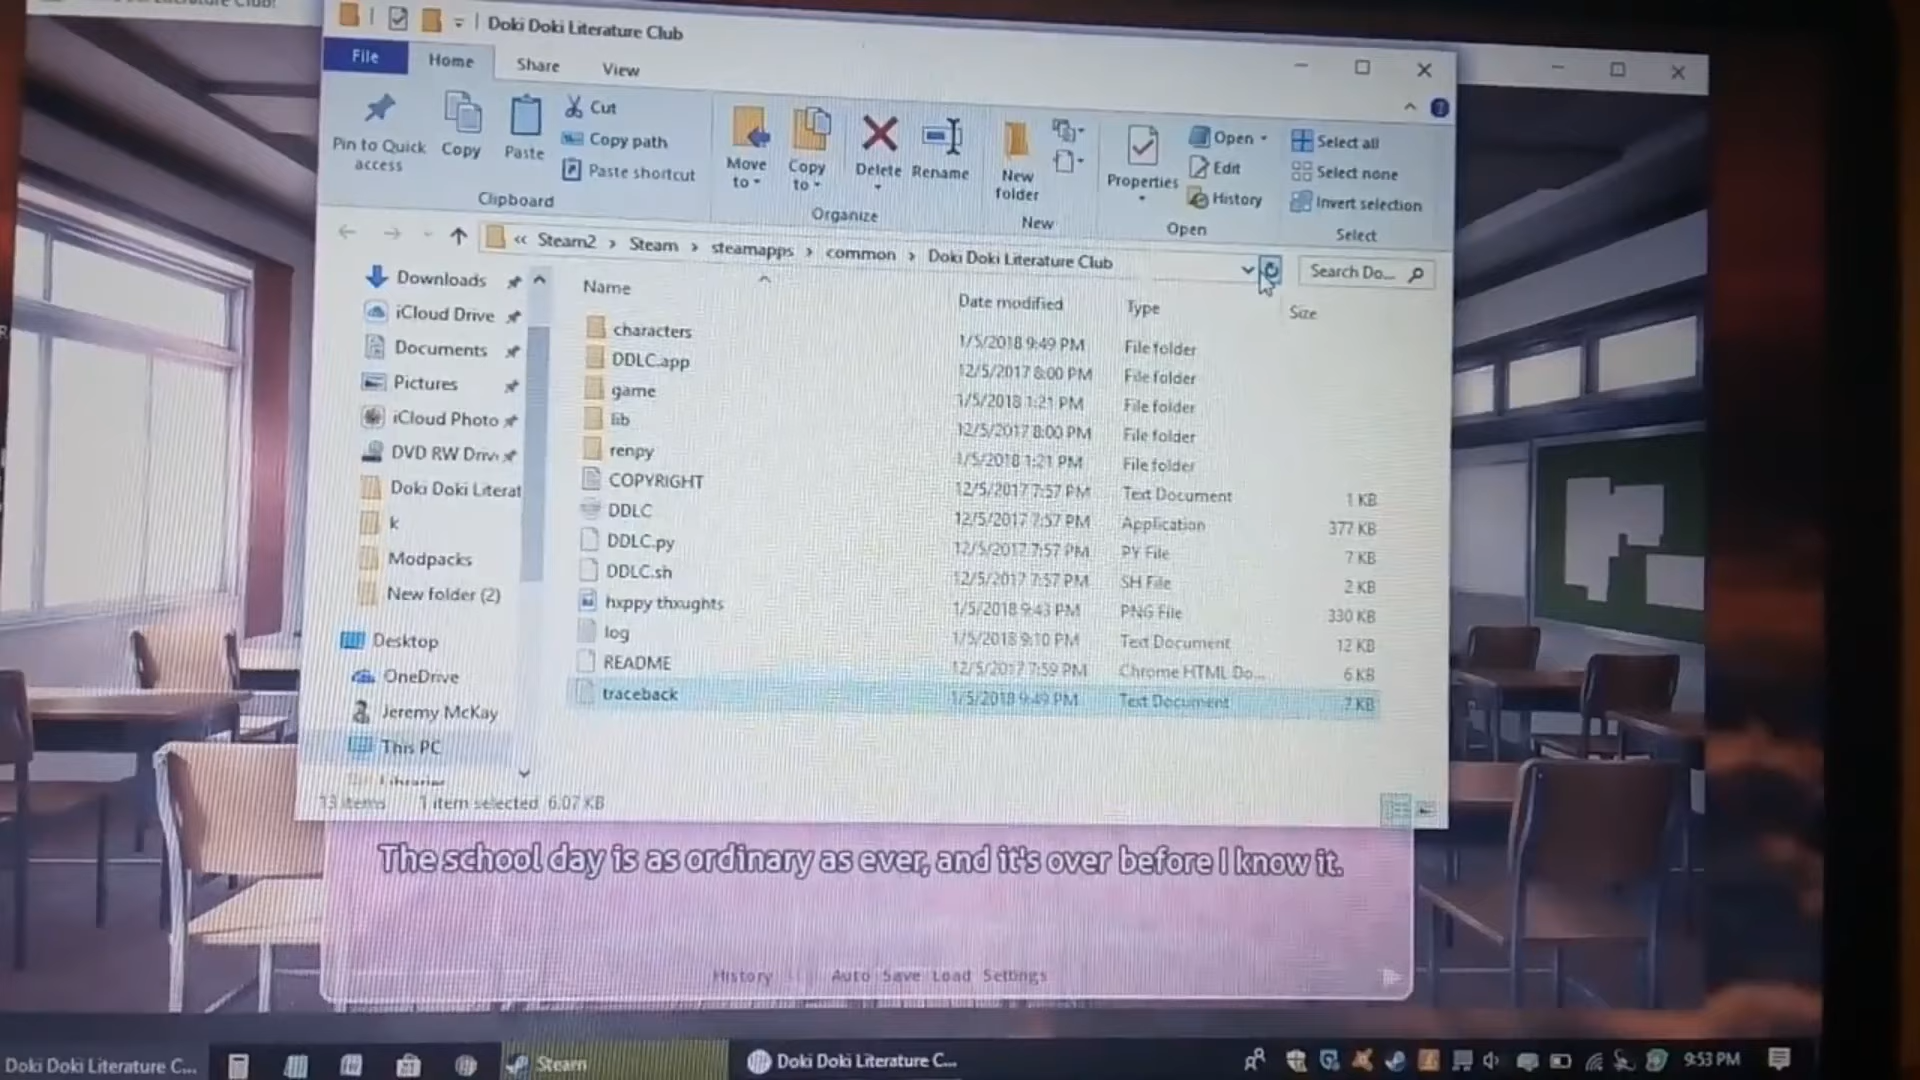 Doki Doki Literature Club
File Home Share View
Pin to Quick access
Copy
Paste
Cut
Copy path
Paste shortcut
Clipboard
Move to
Copy to
Delete
Rename
Organize
New folder
New
Properties
Open
Edit
History
Open
Select all
Select none
Invert selection
Select
« Steam2 › Steam › steamapps › common › Doki Doki Literature Club
Search Do...
Downloads
iCloud Drive
Documents
Pictures
iCloud Photo
DVD RW Driv
Doki Doki Literat
k
Modpacks
New folder (2)
Desktop
OneDrive
Jeremy McKay
This PC
Libraries
Name Date modified Type Size
characters 1/5/2018 9:49 PM File folder
DDLC.app 12/5/2017 8:00 PM File folder
game 1/5/2018 1:21 PM File folder
lib 12/5/2017 8:00 PM File folder
renpy 1/5/2018 1:21 PM File folder
COPYRIGHT 12/5/2017 7:57 PM Text Document 1 KB
DDLC 12/5/2017 7:57 PM Application 377 KB
DDLC.py 12/5/2017 7:57 PM PY File 7 KB
DDLC.sh 12/5/2017 7:57 PM SH File 2 KB
hxppy thxughts 1/5/2018 9:43 PM PNG File 330 KB
log 1/5/2018 9:10 PM Text Document 12 KB
README 12/5/2017 7:59 PM Chrome HTML Do... 6 KB
traceback 1/5/2018 9:49 PM Text Document 7 KB
13 items 1 item selected 6.07 KB
The school day is as ordinary as ever, and it's over before I know it.
History Auto Save Load Settings
Doki Doki Literature C...
Steam
Doki Doki Literature C...
9:53 PM